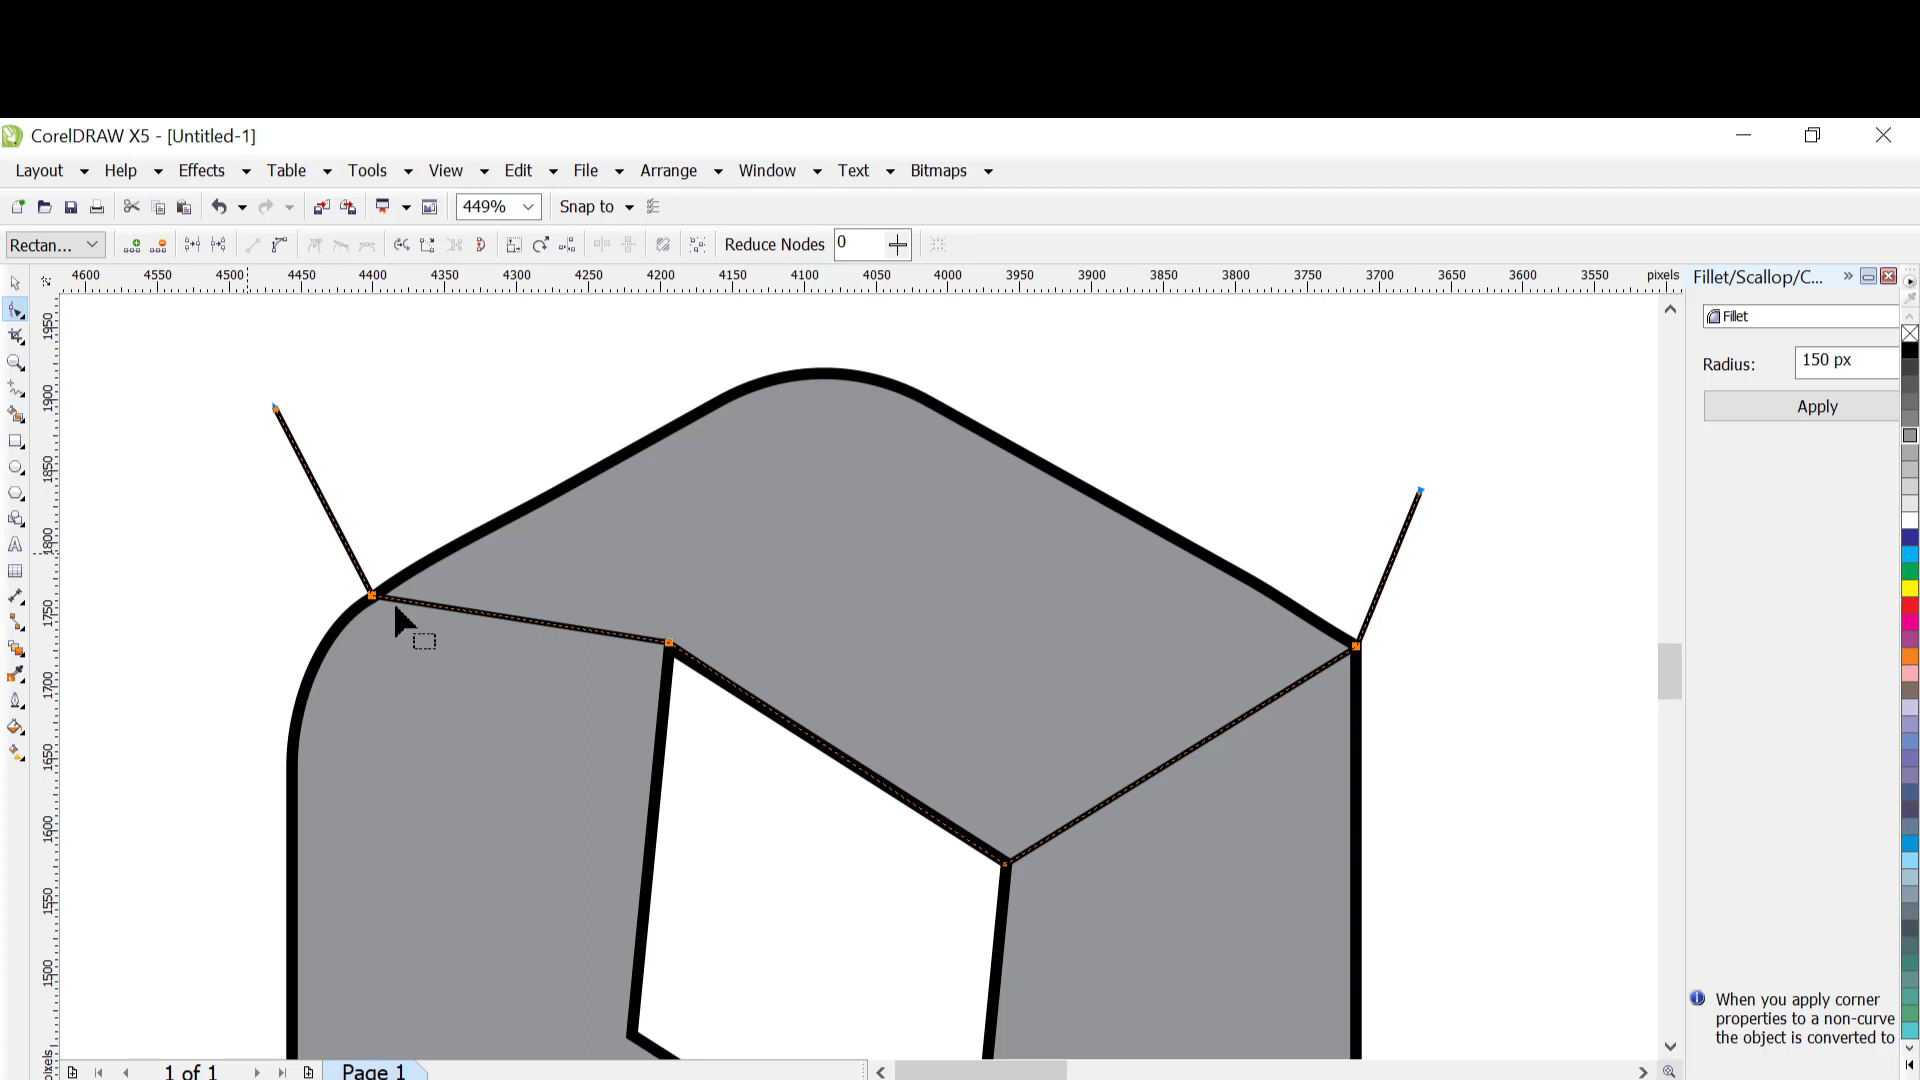 CorelDRAW X5 - [Untitled-1]
Layout Help Effects Table Tools View Edit File Arrange Window Text Bitmaps
449% Snap to
Rectan... Reduce Nodes 0
4600 4550 4500 4450 4400 4350 4300 4250 4200 4150 4100 4050 4000 3950 3900 3850 3800 3750 3700 3650 3600 3550 pixels
Fillet/Scallop/C...
Fillet
Radius: 150 px
Apply
1950
1900
1850
1800
1750
1700
1650
1600
1550
1500
pixels
When you apply corner
properties to a non-curve
the object is converted to
1 of 1 Page 1